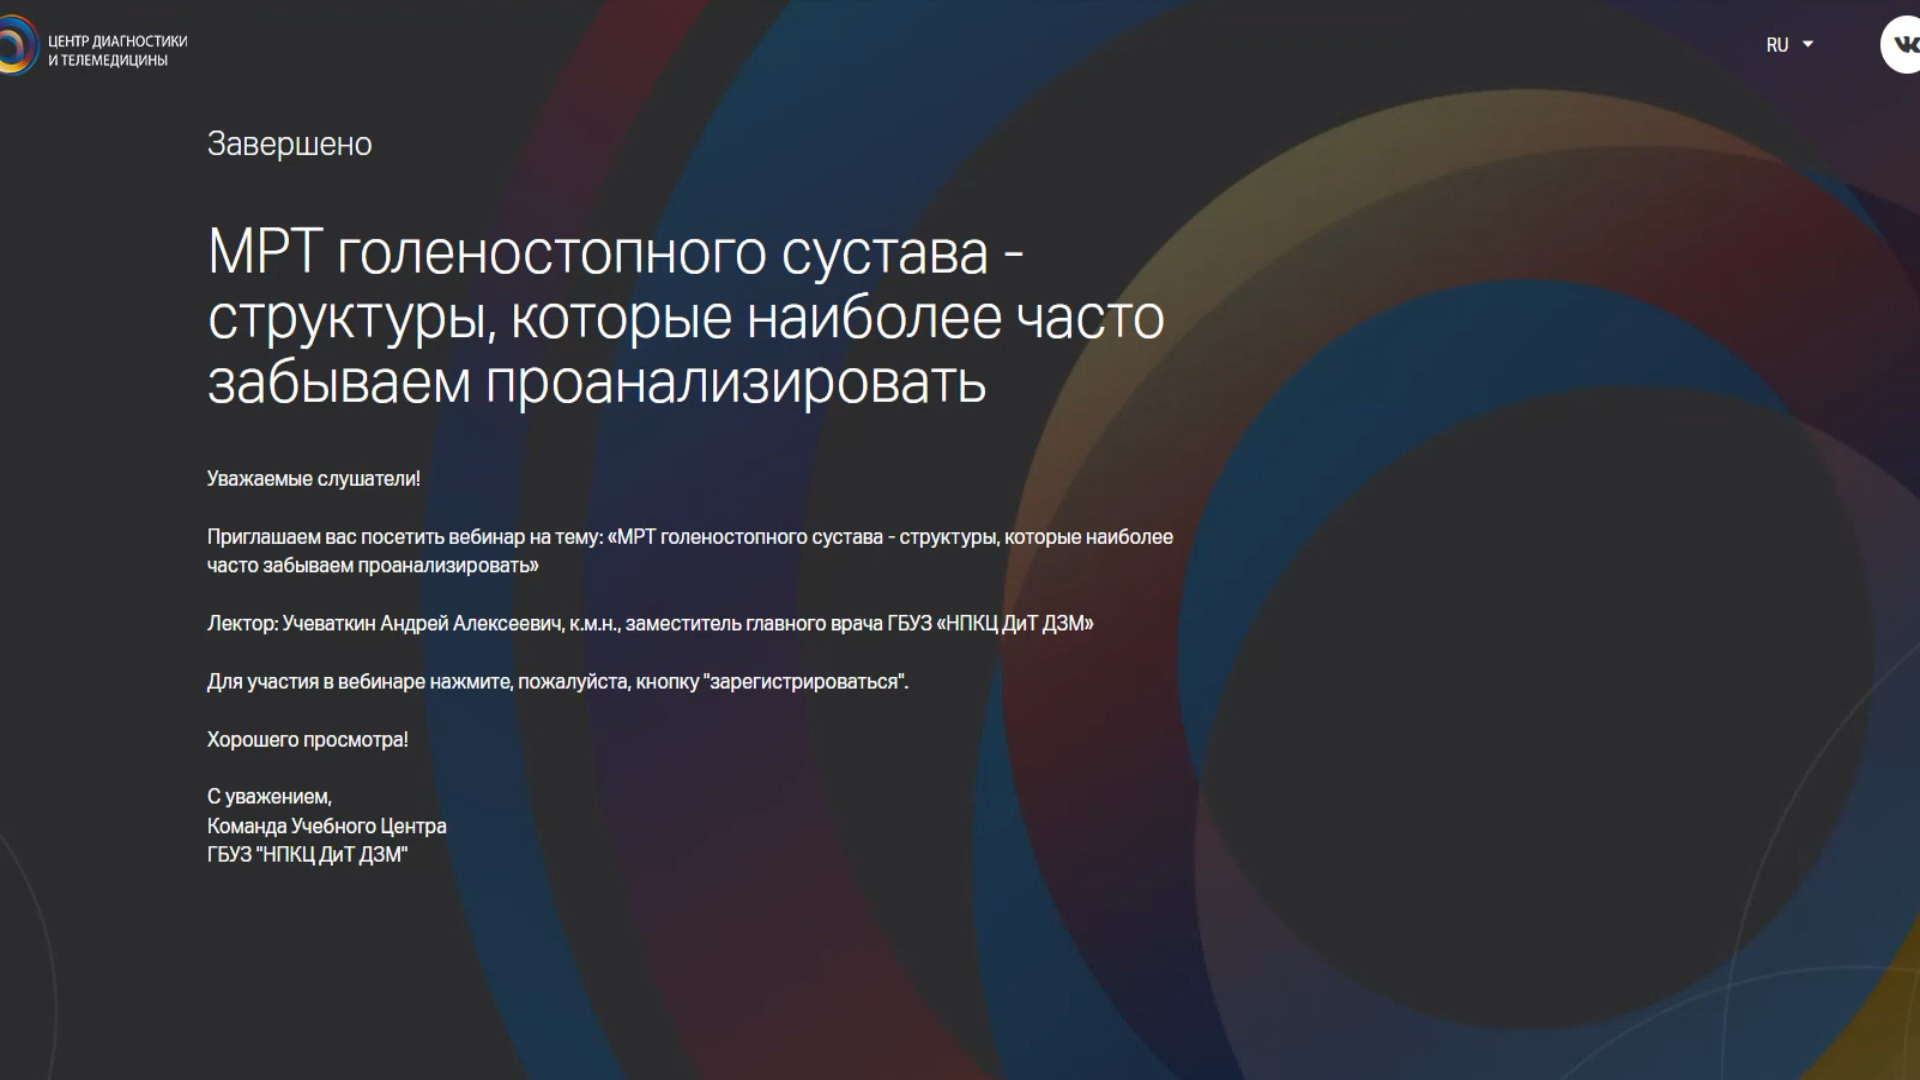 ЦЕНТР ДИАГНОСТИКИ
И ТЕЛЕМЕДИЦИНЫ
RU
Завершено
МРТ голеностопного сустава -
структуры, которые наиболее часто
забываем проанализировать
Уважаемые слушатели!
Приглашаем вас посетить вебинар на тему: «МРТ голеностопного сустава - структуры, которые наиболее
часто забываем проанализировать»
Лектор: Учеваткин Андрей Алексеевич, к.м.н., заместитель главного врача ГБУЗ «НПКЦ ДиТ ДЗМ»
Для участия в вебинаре нажмите, пожалуйста, кнопку "зарегистрироваться".
Хорошего просмотра!
С уважением,
Команда Учебного Центра
ГБУЗ "НПКЦ ДиТ ДЗМ"